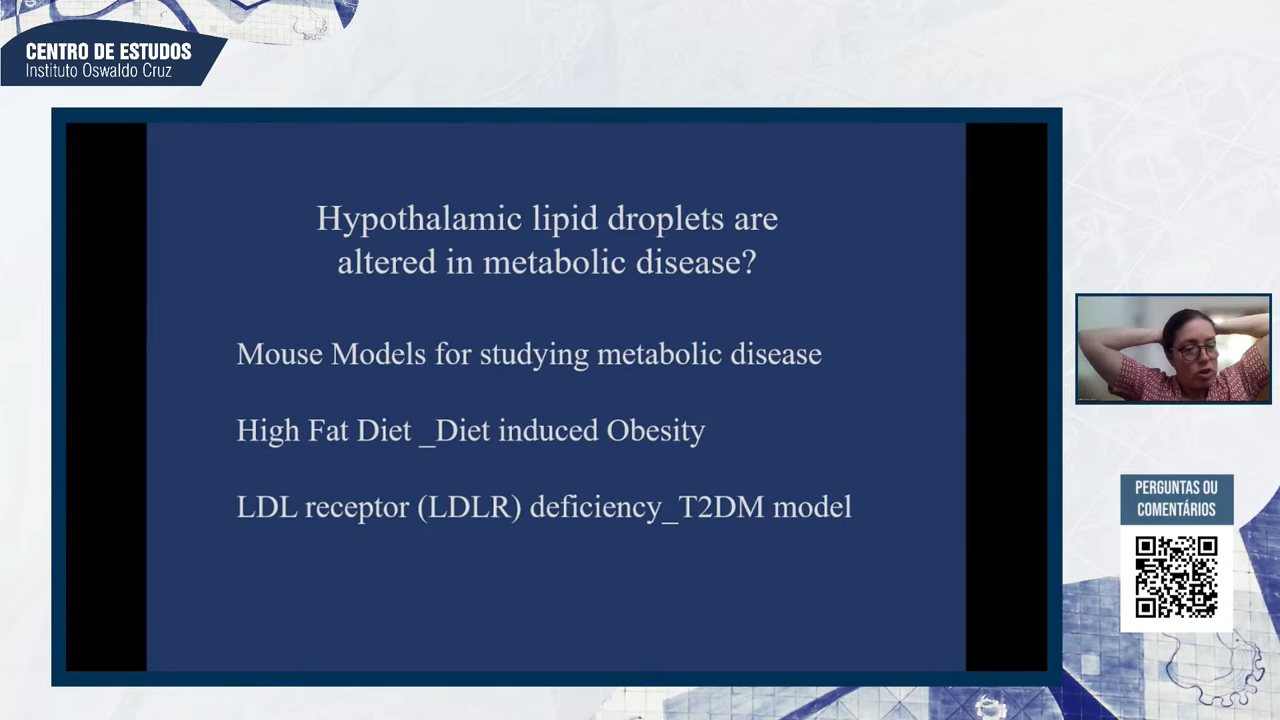 CENTRO DE ESTUDOS
Instituto Oswaldo Cruz
Hypothalamic lipid droplets are
altered in metabolic disease?
Mouse Models for studying metabolic disease
High Fat Diet _Diet induced Obesity
LDL receptor (LDLR) deficiency_T2DM model
PERGUNTAS OU
COMENTÁRIOS